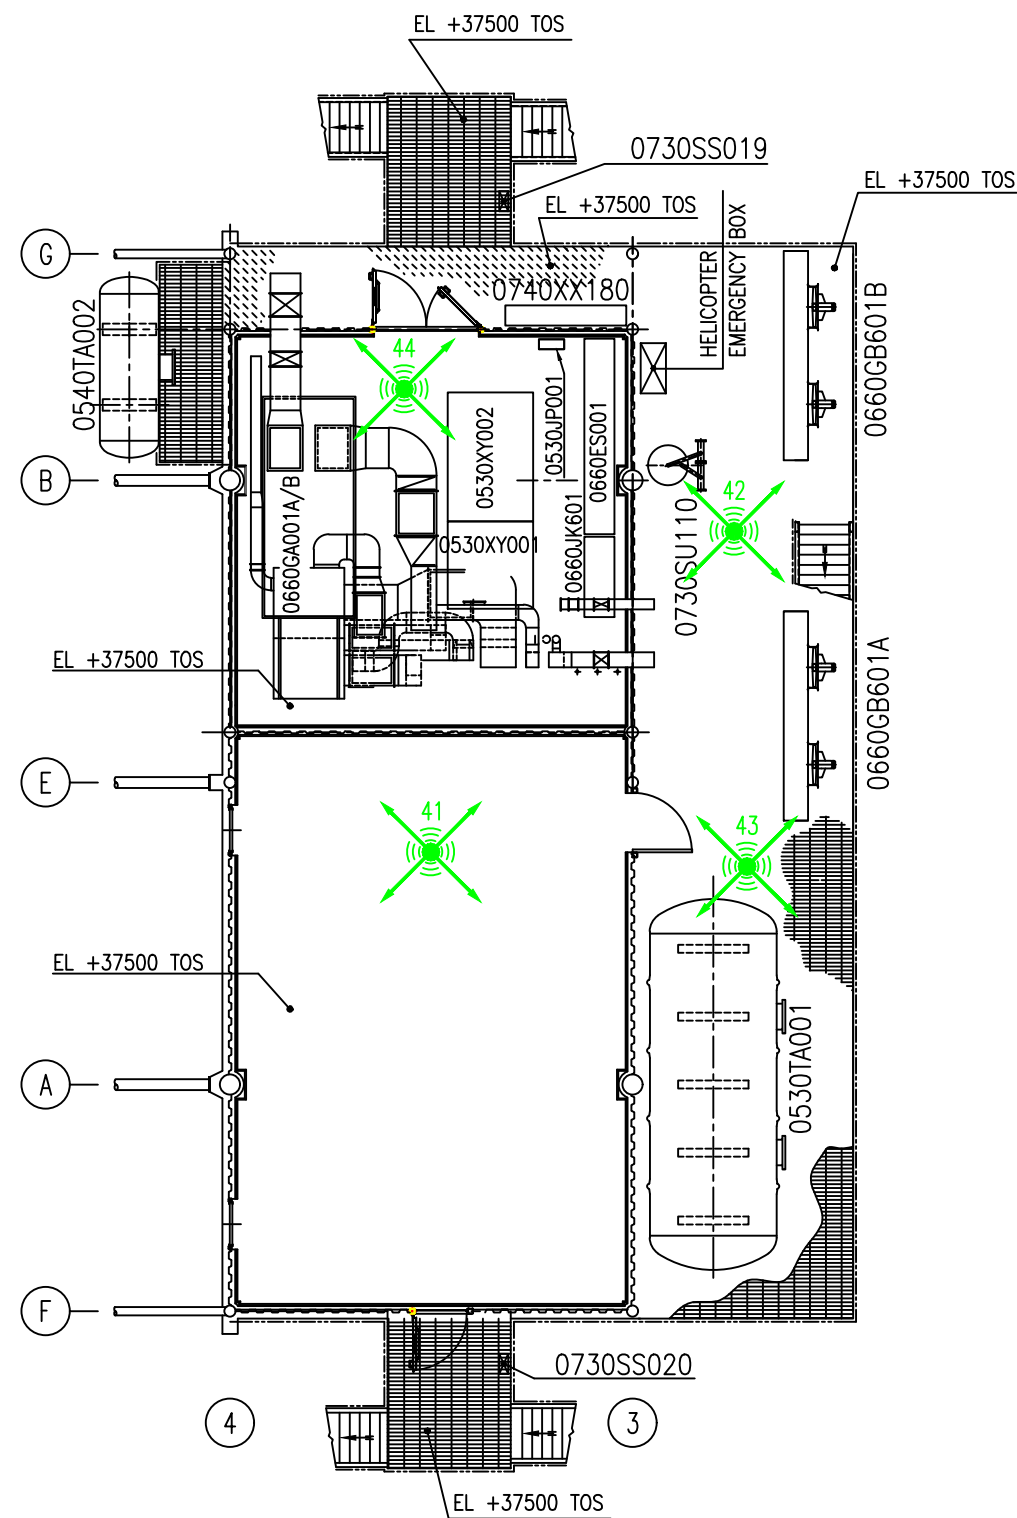 EL +37500 TOS
0730SS019
EL +37500 TOS
EL +37500 TOS
HELICOPTER
EMERGENCY BOX
G
0740XX180
0540TA002
0660GB601B
44
0530XY002
0530JP001
0660ES001
B
0660GA001A/B
42
0730SU110
0530XY001
0660JK601
EL +37500 TOS
0660GB601A
E
41
43
EL +37500 TOS
0530TA001
A
F
0730SS020
4
3
EL +37500 TOS